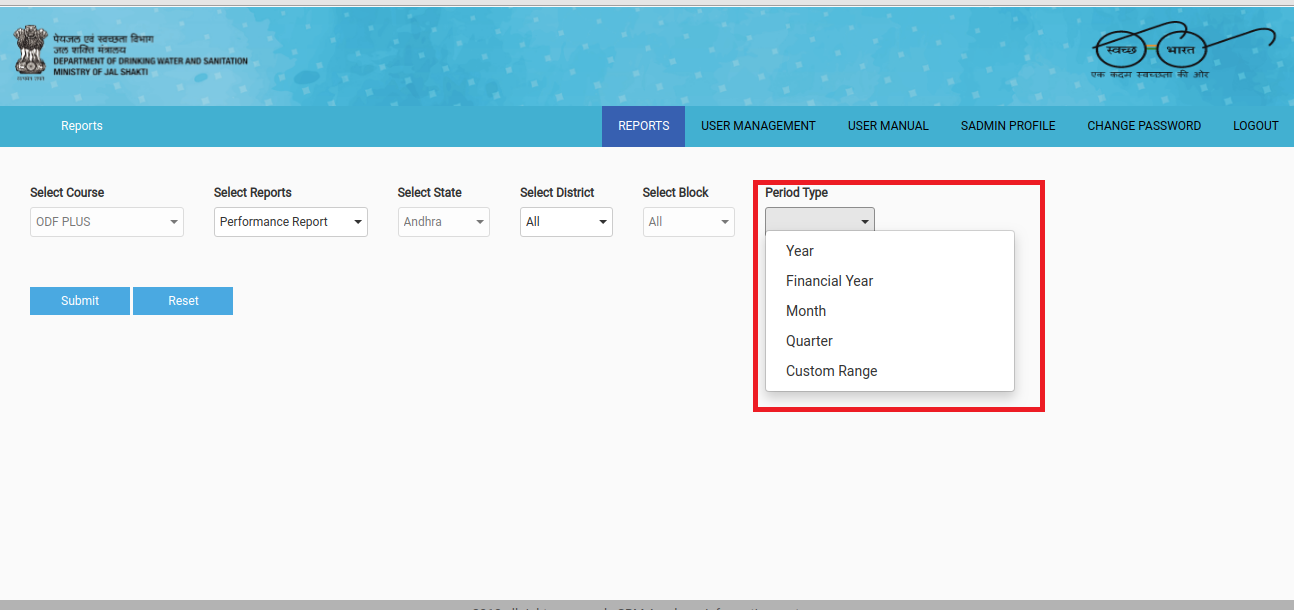 पेयजल एवं स्वच्छता विभाग
जल शक्ति मंत्रालय
DEPARTMENT OF DRINKING WATER AND SANITATION
MINISTRY OF JAL SHAKTI
स्वच्छ भारत
एक कदम स्वच्छता की ओर
Reports REPORTS USER MANAGEMENT USER MANUAL SADMIN PROFILE CHANGE PASSWORD LOGOUT
Select Course Select Reports Select State Select District Select Block Period Type
ODF PLUS Performance Report Andhra All All
Year
Financial Year
Month
Quarter
Custom Range
Submit Reset